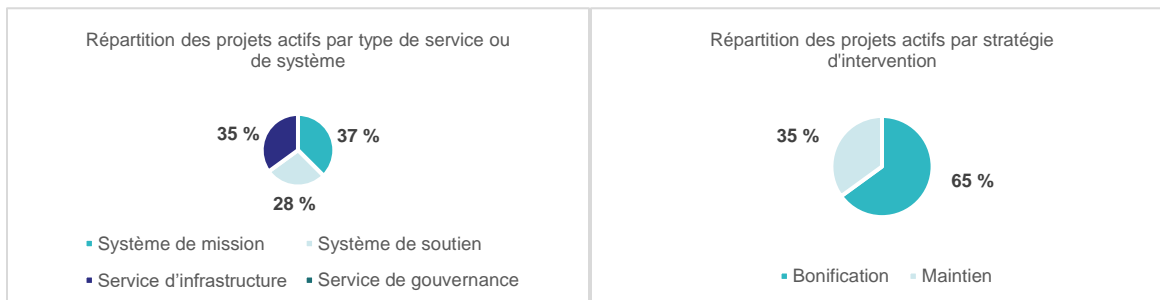 Répartition des projets actifs par type de service ou
de système
35 %
37 %
28 %
Système de mission
Système de soutien
Service d’infrastructure
Service de gouvernance
Répartition des projets actifs par stratégie
d'intervention
35 %
65 %
Bonification
Maintien